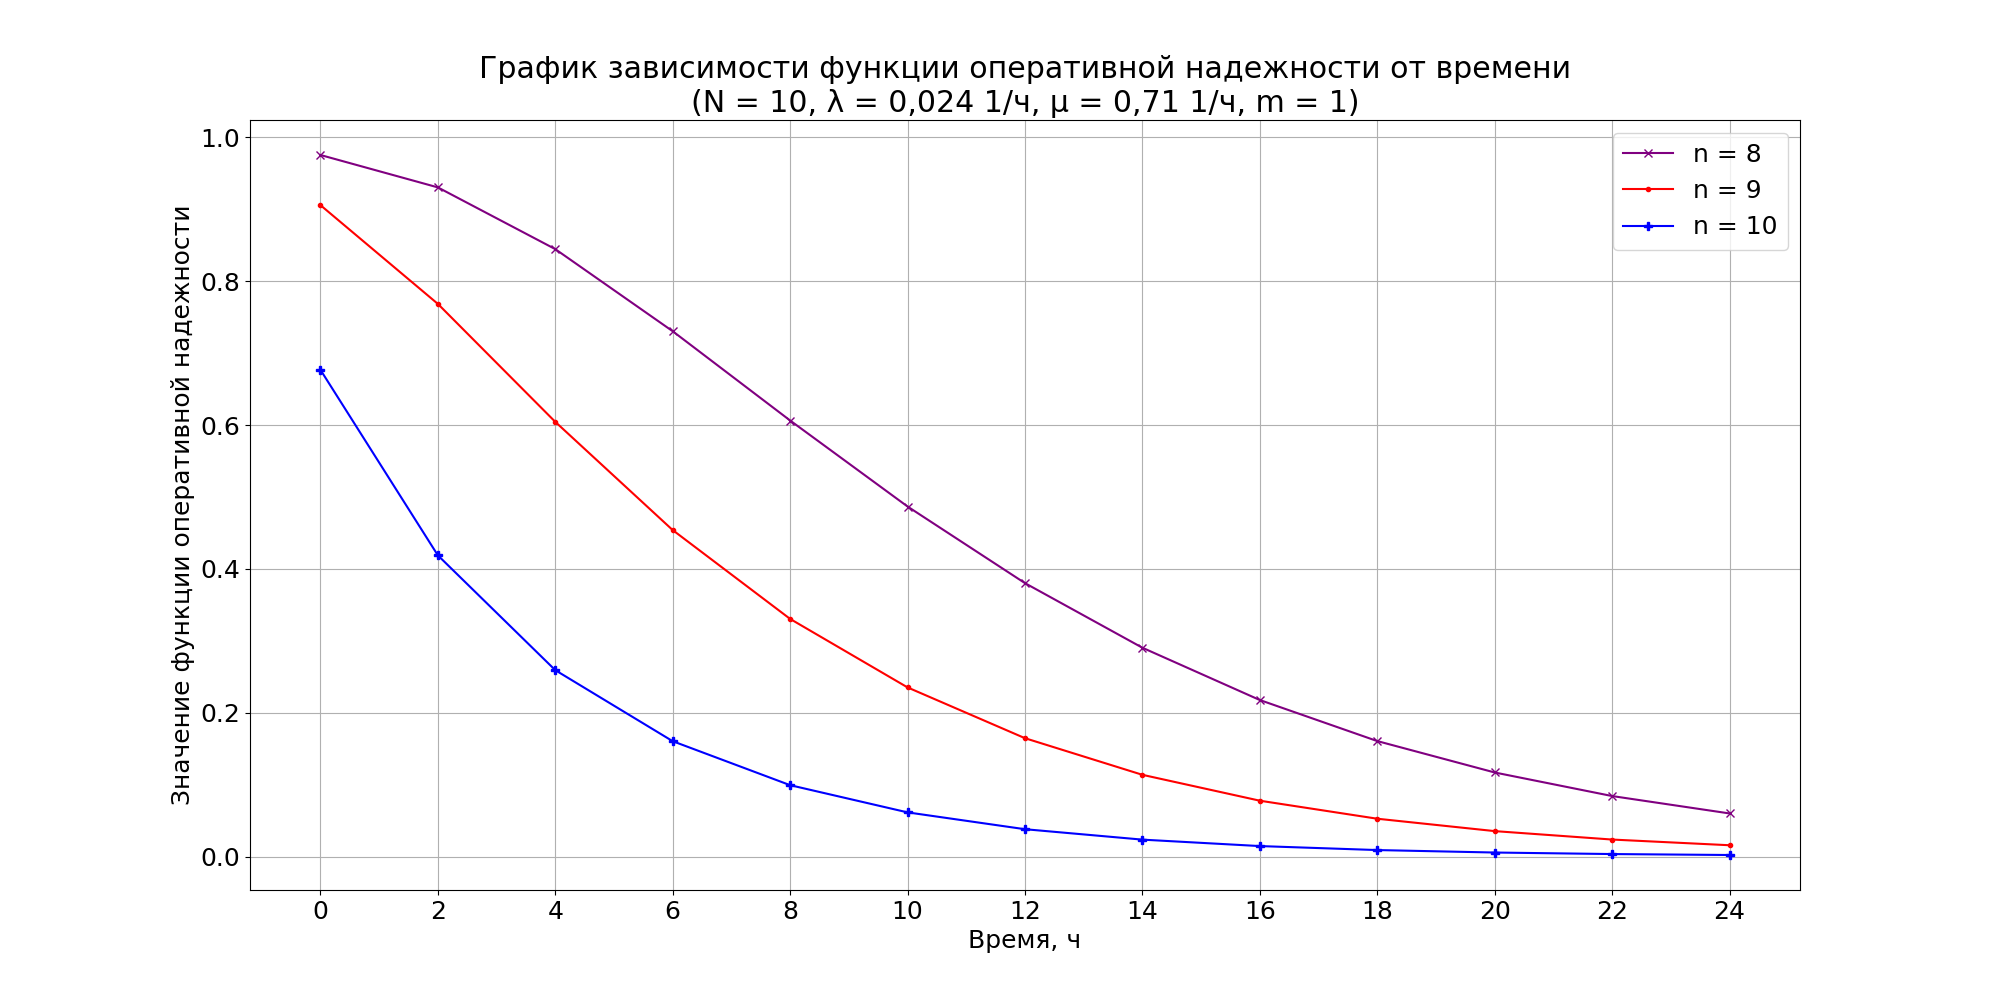 График зависимости функции оперативной надежности от времени
(N = 10, λ = 0,024 1/ч, μ = 0,71 1/ч, m = 1)
Значение функции оперативной надежности
1.0
0.8
0.6
0.4
0.2
0.0
n = 8
n = 9
n = 10
0 2 4 6 8 10 12 14 16 18 20 22 24
Время, ч